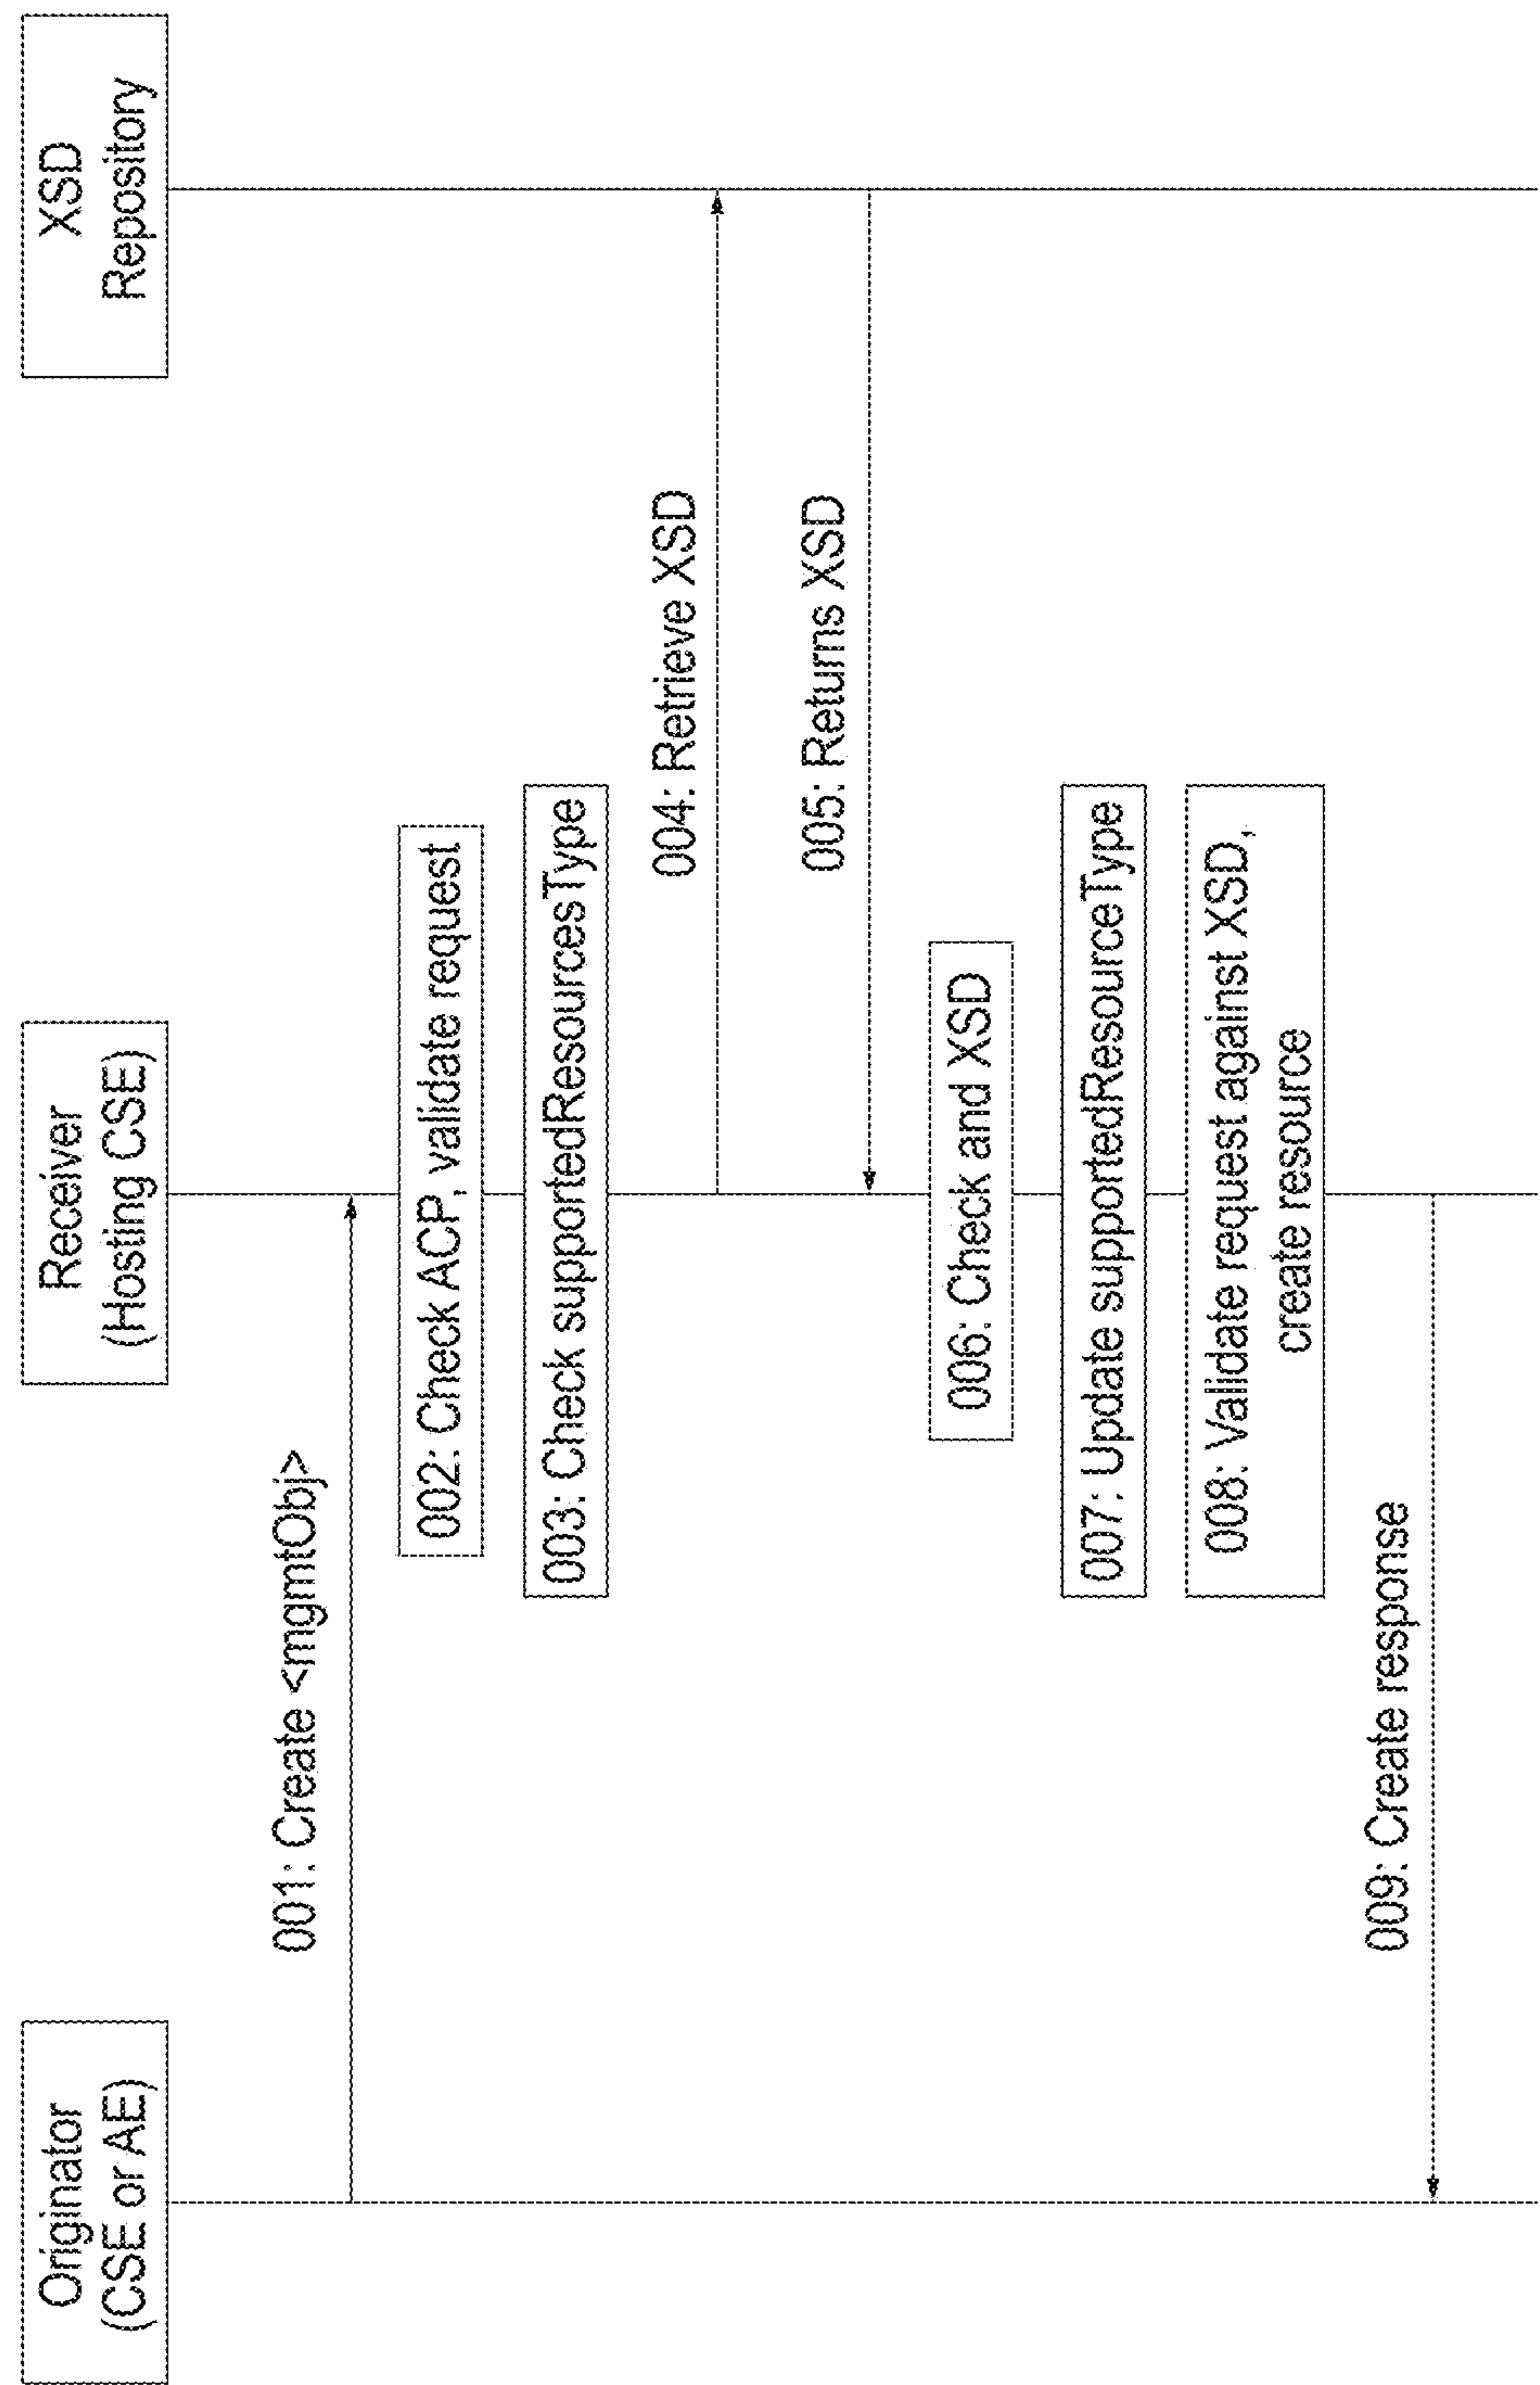 Originator
(CSE or AE)
Receiver
(Hosting CSE)
XSD
Repository
001: Create <mgmtObj>
002: Check ACP, validate request
003: Check supportedResourcesType
004: Retrieve XSD
005: Returns XSD
006: Check and XSD
007: Update supportedResourceType
008: Validate request against XSD,
create resource
009: Create response